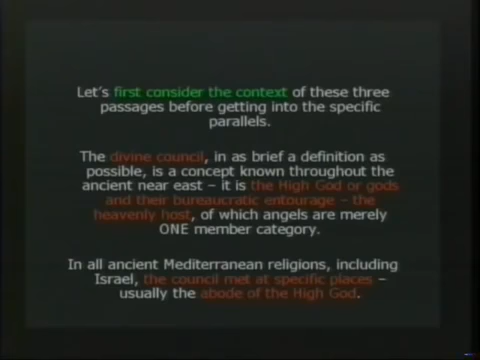 Let's first consider the context of these three
passages before getting into the specific
parallels.
The divine council, in as brief a definition as
possible, is a concept known throughout the
ancient near east – it is the High God or gods
and their bureaucratic entourage – the
heavenly host, of which angels are merely
ONE member category.
In all ancient Mediterranean religions, including
Israel, the council met at specific places –
usually the abode of the High God.